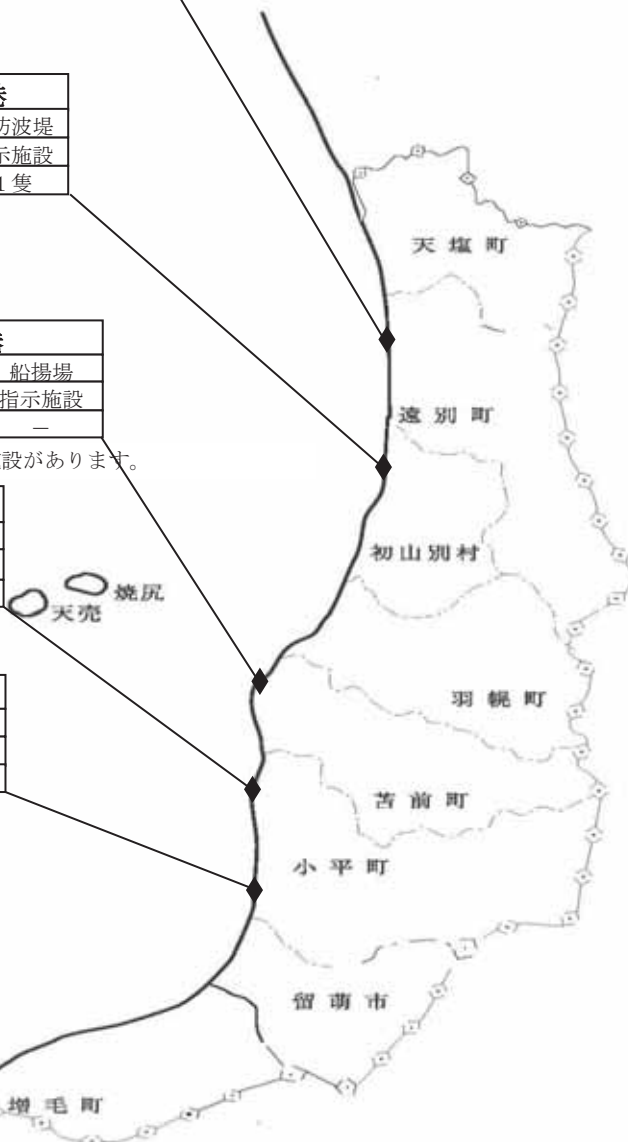 防波堤
示施設
1 隻
天塩町
船揚場
指示施設
－
遠別町
設があります。
初山別村
焼尻
天売
羽幌町
苫前町
小平町
留萌市
増毛町